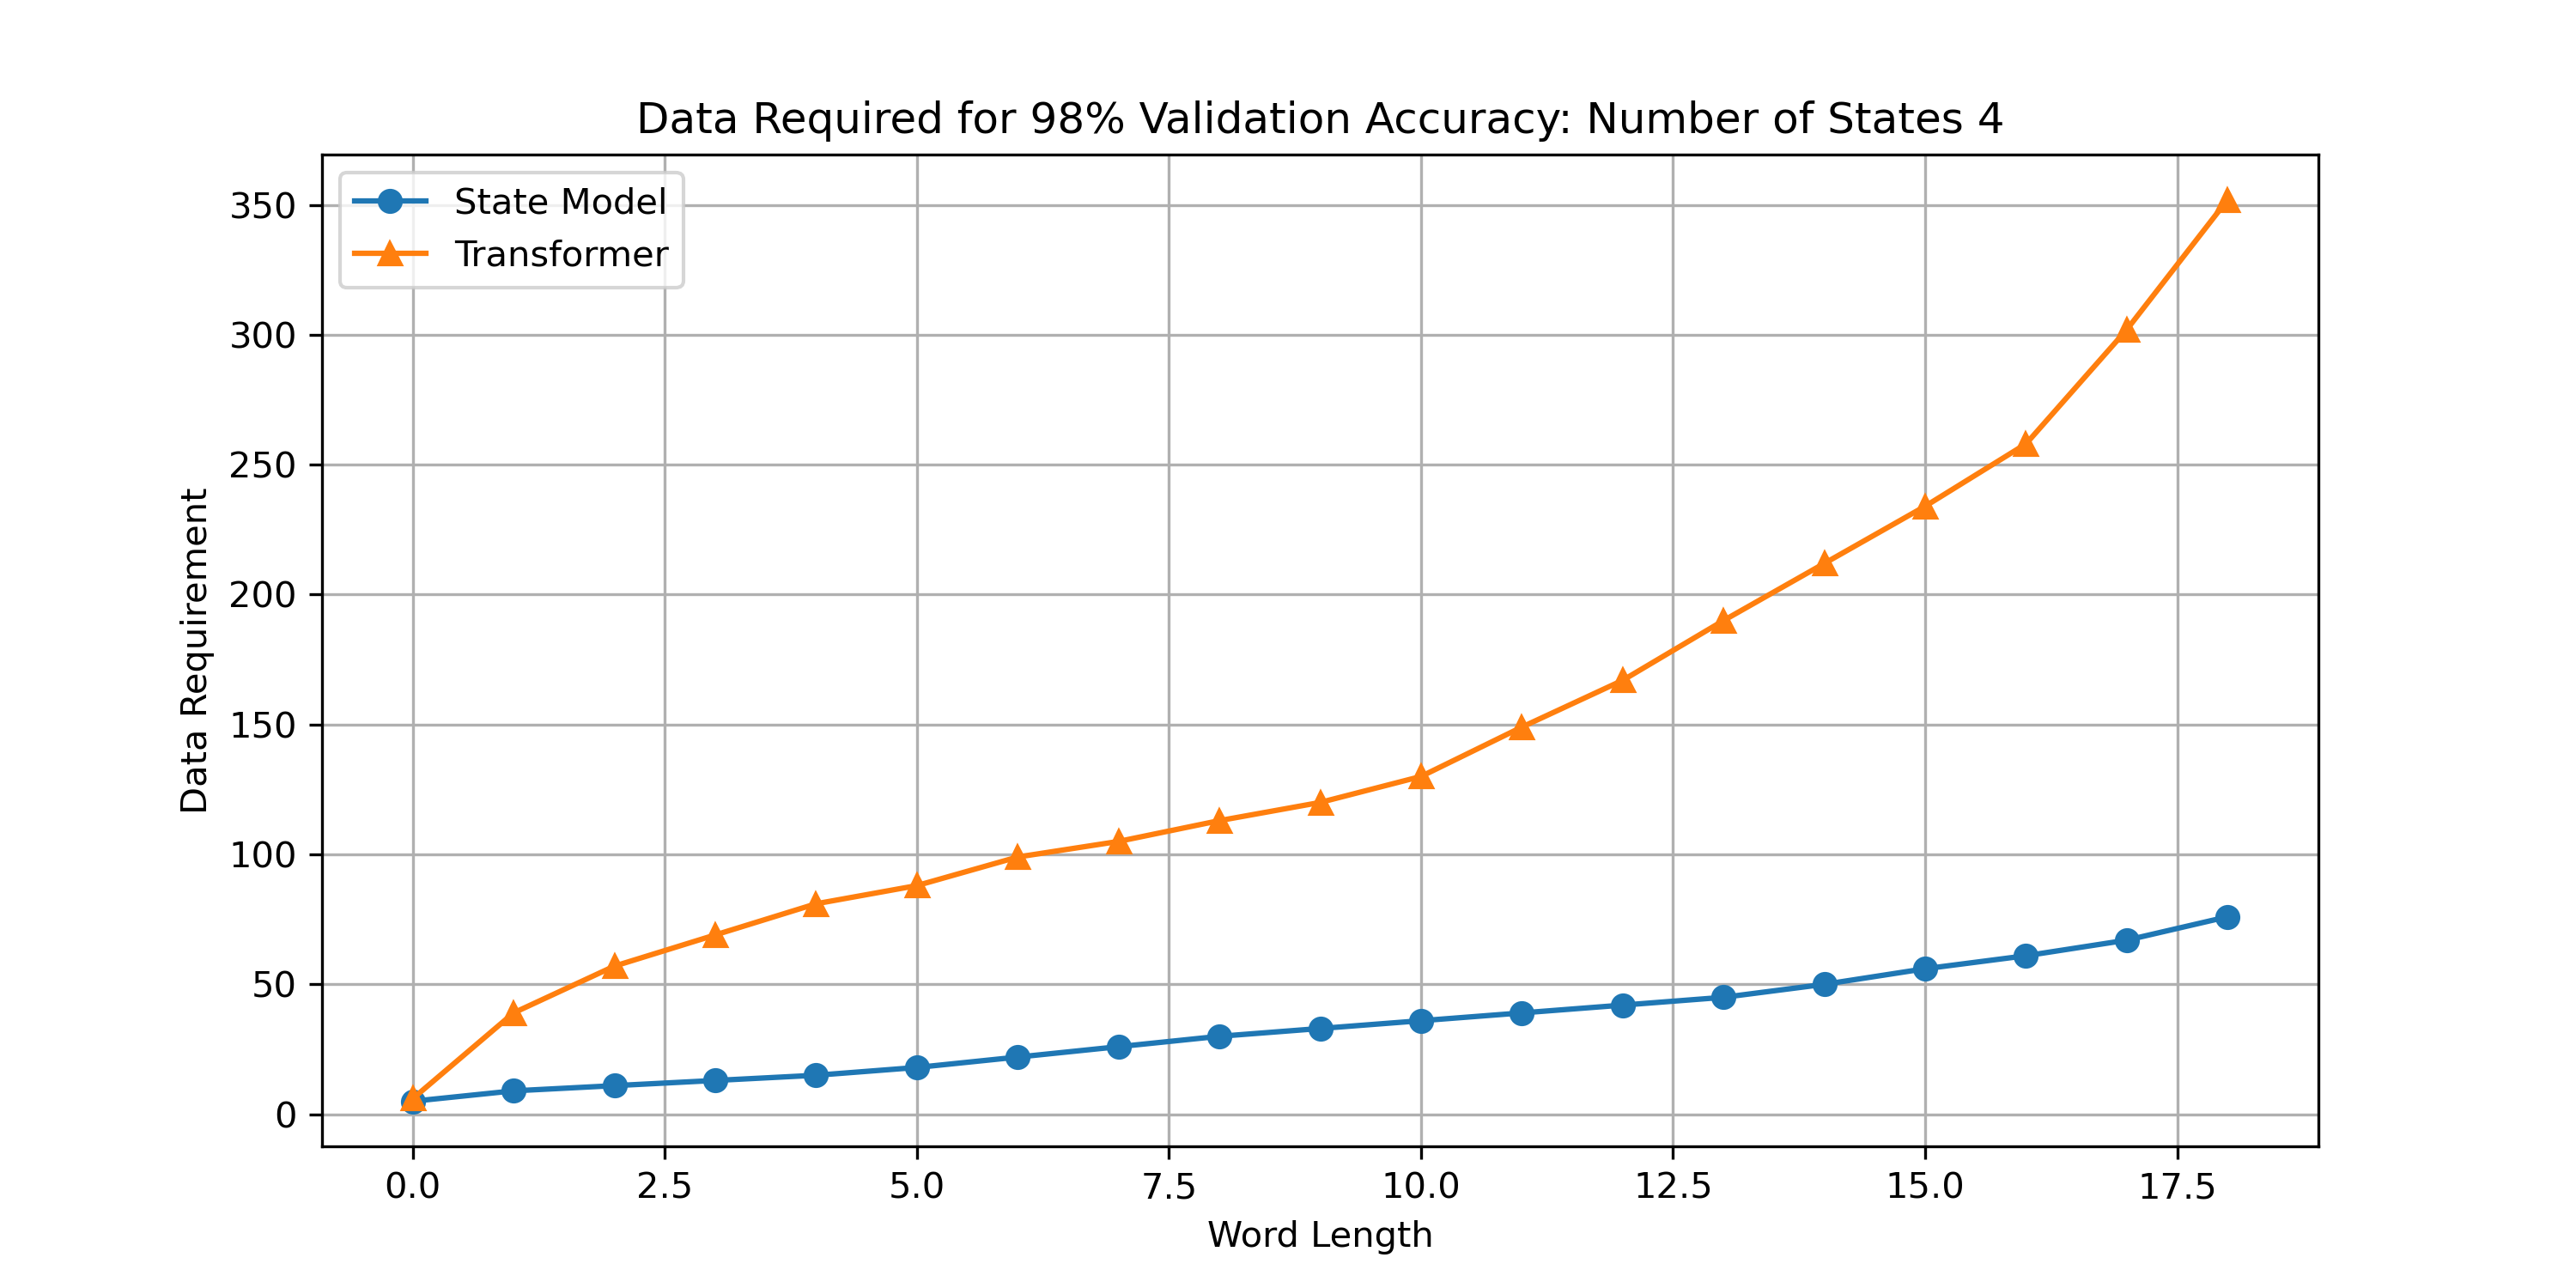 Data Required for 98% Validation Accuracy: Number of States 4
State Model
Transformer
350
300
250
200
150
100
50
0
Data Requirement
0.0 2.5 5.0 7.5 10.0 12.5 15.0 17.5
Word Length